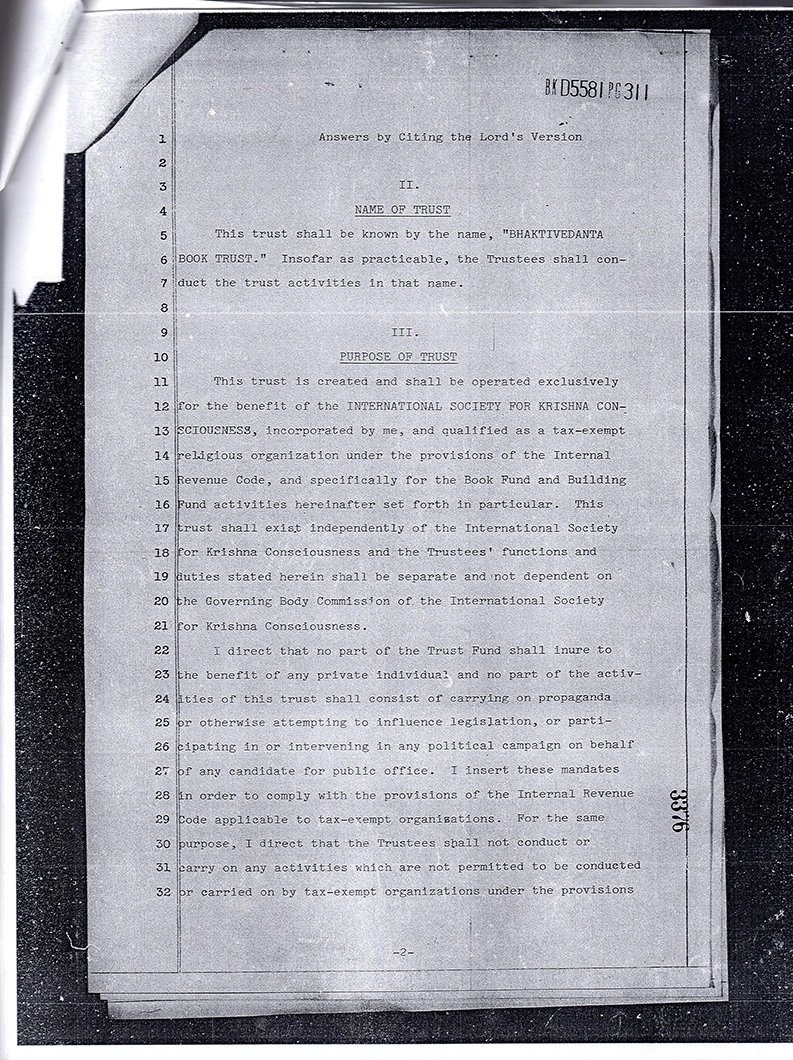 BK D5581 PG 311
1 Answers by Citing the Lord's Version
2
3 II.
4 NAME OF TRUST
5 This trust shall be known by the name, "BHAKTIVEDANTA
6 BOOK TRUST." Insofar as practicable, the Trustees shall con-
7 duct the trust activities in that name.
8
9 III.
10 PURPOSE OF TRUST
11 This trust is created and shall be operated exclusively
12 for the benefit of the INTERNATIONAL SOCIETY FOR KRISHNA CON-
13 SCIOUSNESS, incorporated by me, and qualified as a tax-exempt
14 religious organization under the provisions of the Internal
15 Revenue Code, and specifically for the Book Fund and Building
16 Fund activities hereinafter set forth in particular. This
17 trust shall exist independently of the International Society
18 for Krishna Consciousness and the Trustees' functions and
19 duties stated herein shall be separate and not dependent on
20 the Governing Body Commission of the International Society
21 for Krishna Consciousness.
22 I direct that no part of the Trust Fund shall inure to
23 the benefit of any private individual and no part of the activ-
24 ities of this trust shall consist of carrying on propaganda
25 or otherwise attempting to influence legislation, or parti-
26 cipating in or intervening in any political campaign on behalf
27 of any candidate for public office. I insert these mandates
28 in order to comply with the provisions of the Internal Revenue
29 Code applicable to tax-exempt organizations. For the same
30 purpose, I direct that the Trustees shall not conduct or
31 carry on any activities which are not permitted to be conducted
32 or carried on by tax-exempt organizations under the provisions
3376
-2-